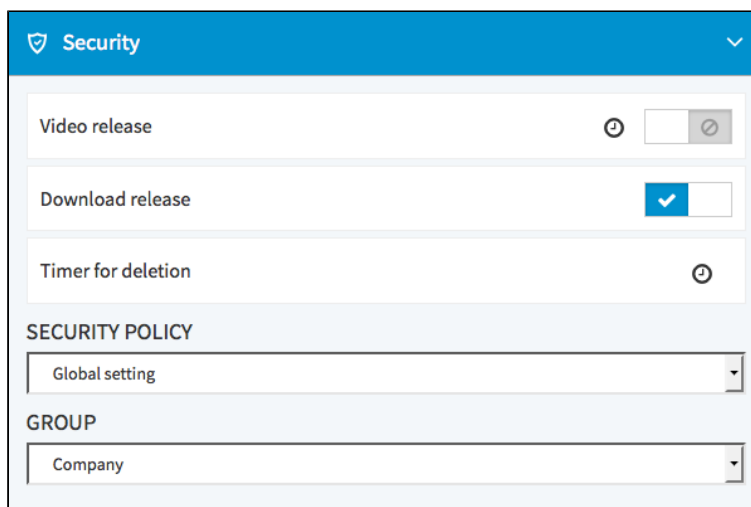 Security
Video release
Download release
Timer for deletion
SECURITY POLICY
Global setting
GROUP
Company